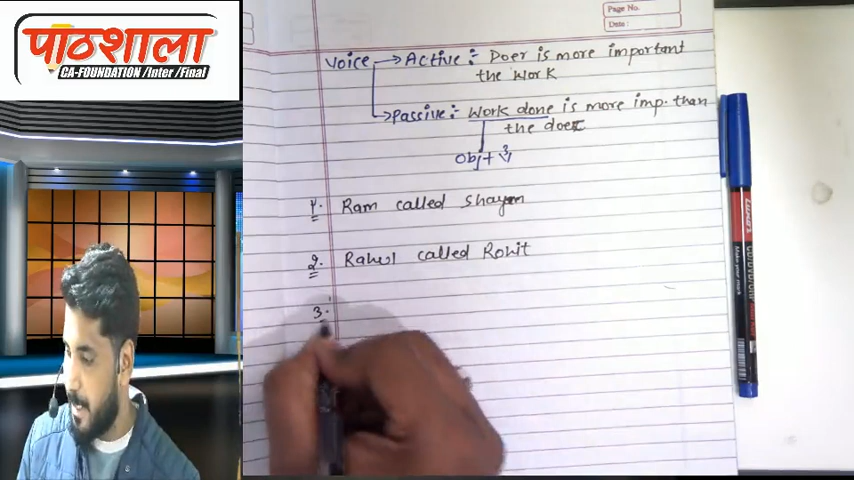 पाठशाला
CA-FOUNDATION/Inter/Final
Page No.
Date:
Voice → Active :- Doer is more important
the work
→ Passive :- Work done is more imp. than
the doer
Obj + V3
1. Ram called Shayam
2. Rahul called Rohit
3.